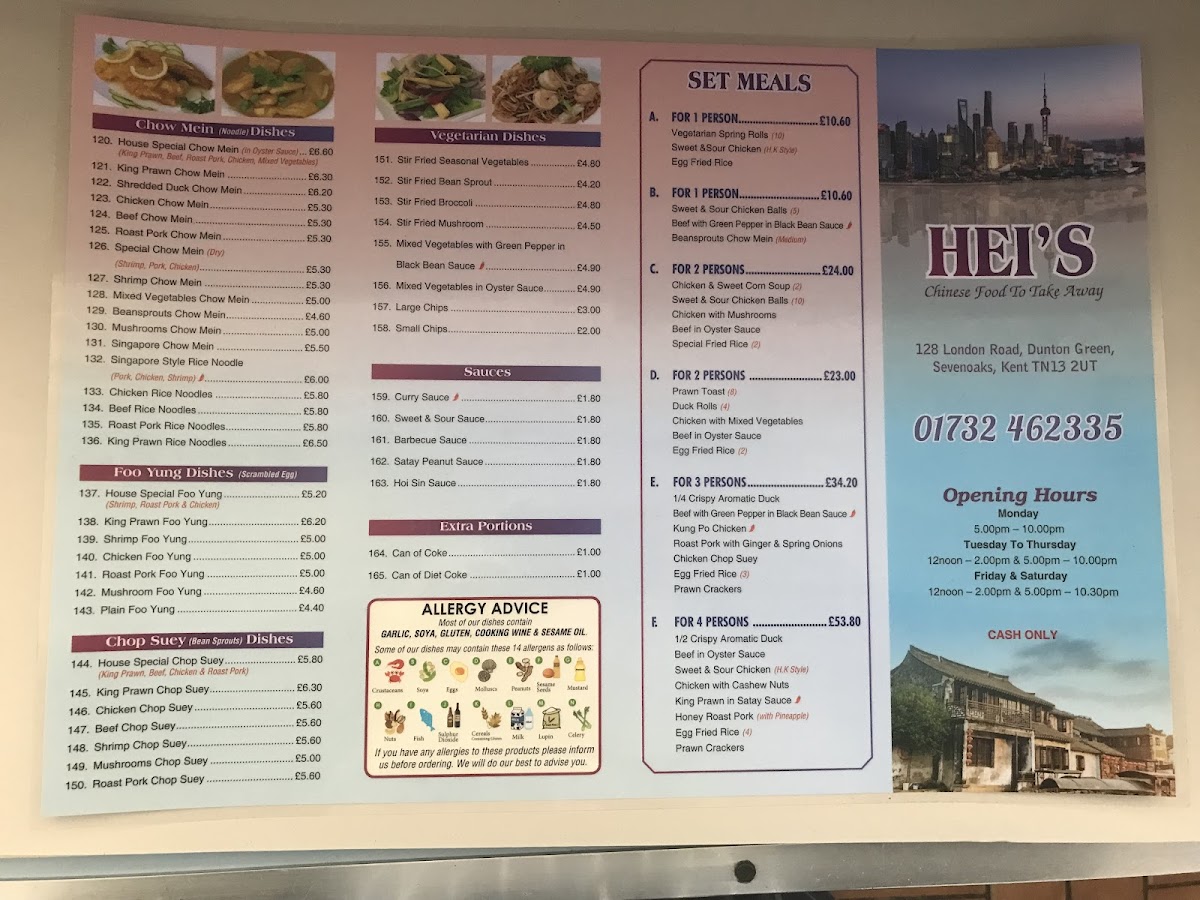 Chow Mein (Noodle) Dishes
120. House Special Chow Mein (In Oyster Sauce)...£6.60
(King Prawn, Beef, Roast Pork, Chicken, Mixed Vegetables)
121. King Prawn Chow Mein £6.30
122. Shredded Duck Chow Mein £6.20
123. Chicken Chow Mein £5.30
124. Beef Chow Mein £5.30
125. Roast Pork Chow Mein £5.30
126. Special Chow Mein (Dry)
(Shrimp, Pork, Chicken) £5.30
127. Shrimp Chow Mein £5.30
128. Mixed Vegetables Chow Mein £5.00
129. Beansprouts Chow Mein £4.60
130. Mushrooms Chow Mein £5.00
131. Singapore Chow Mein £5.50
132. Singapore Style Rice Noodle
(Pork, Chicken, Shrimp) £6.00
133. Chicken Rice Noodles £5.80
134. Beef Rice Noodles £5.80
135. Roast Pork Rice Noodles £5.80
136. King Prawn Rice Noodles £6.50
Foo Yung Dishes (Scrambled Egg)
137. House Special Foo Yung £5.20
(Shrimp, Roast Pork & Chicken)
138. King Prawn Foo Yung £6.20
139. Shrimp Foo Yung £5.00
140. Chicken Foo Yung £5.00
141. Roast Pork Foo Yung £5.00
142. Mushroom Foo Yung £4.60
143. Plain Foo Yung £4.40
Chop Suey (Bean Sprouts) Dishes
144. House Special Chop Suey £5.80
(King Prawn, Beef, Chicken & Roast Pork)
145. King Prawn Chop Suey £6.30
146. Chicken Chop Suey £5.60
147. Beef Chop Suey £5.60
148. Shrimp Chop Suey £5.60
149. Mushrooms Chop Suey £5.00
150. Roast Pork Chop Suey £5.60
Vegetarian Dishes
151. Stir Fried Seasonal Vegetables £4.80
152. Stir Fried Bean Sprout £4.20
153. Stir Fried Broccoli £4.80
154. Stir Fried Mushroom £4.50
155. Mixed Vegetables with Green Pepper in
Black Bean Sauce £4.90
156. Mixed Vegetables in Oyster Sauce £4.90
157. Large Chips £3.00
158. Small Chips £2.00
Sauces
159. Curry Sauce £1.80
160. Sweet & Sour Sauce £1.80
161. Barbecue Sauce £1.80
162. Satay Peanut Sauce £1.80
163. Hoi Sin Sauce £1.80
Extra Portions
164. Can of Coke £1.00
165. Can of Diet Coke £1.00
ALLERGY ADVICE
Most of our dishes contain
GARLIC, SOYA, GLUTEN, COOKING WINE & SESAME OIL.
Some of our dishes may contain these 14 allergens as follows:
A B C D E F G
Crustaceans Soya Eggs Molluscs Peanuts Sesame Seeds Mustard
H I J K L M N
Nuts Fish Sulphur Dioxide Cereals Containing Gluten Milk Lupin Celery
If you have any allergies to these products please inform
us before ordering. We will do our best to advise you.
SET MEALS
A. FOR 1 PERSON £10.60
Vegetarian Spring Rolls (10)
Sweet &Sour Chicken (H.K Style)
Egg Fried Rice
B. FOR 1 PERSON £10.60
Sweet & Sour Chicken Balls (5)
Beef with Green Pepper in Black Bean Sauce
Beansprouts Chow Mein (Medium)
C. FOR 2 PERSONS £24.00
Chicken & Sweet Corn Soup (2)
Sweet & Sour Chicken Balls (10)
Chicken with Mushrooms
Beef in Oyster Sauce
Special Fried Rice (2)
D. FOR 2 PERSONS £23.00
Prawn Toast (8)
Duck Rolls (4)
Chicken with Mixed Vegetables
Beef in Oyster Sauce
Egg Fried Rice (2)
E. FOR 3 PERSONS £34.20
1/4 Crispy Aromatic Duck
Beef with Green Pepper in Black Bean Sauce
Kung Po Chicken
Roast Pork with Ginger & Spring Onions
Chicken Chop Suey
Egg Fried Rice (3)
Prawn Crackers
F. FOR 4 PERSONS £53.80
1/2 Crispy Aromatic Duck
Beef in Oyster Sauce
Sweet & Sour Chicken (H.K Style)
Chicken with Cashew Nuts
King Prawn in Satay Sauce
Honey Roast Pork (with Pineapple)
Egg Fried Rice (4)
Prawn Crackers
HEI'S
Chinese Food To Take Away
128 London Road, Dunton Green,
Sevenoaks, Kent TN13 2UT
01732 462335
Opening Hours
Monday
5.00pm – 10.00pm
Tuesday To Thursday
12noon – 2.00pm & 5.00pm – 10.00pm
Friday & Saturday
12noon – 2.00pm & 5.00pm – 10.30pm
CASH ONLY